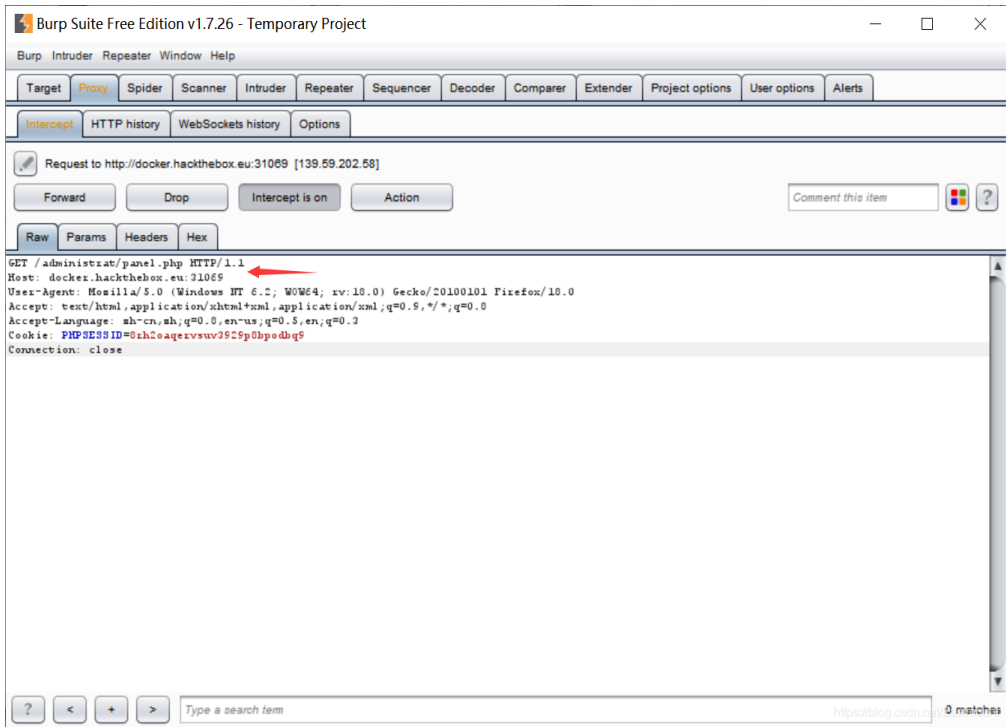 Burp Suite Free Edition v1.7.26 - Temporary Project
Burp Intruder Repeater Window Help
Target Proxy Spider Scanner Intruder Repeater Sequencer Decoder Comparer Extender Project options User options Alerts
Intercept HTTP history WebSockets history Options
Request to http://docker.hackthebox.eu:31069 [139.59.202.58]
Forward Drop Intercept is on Action Comment this item ?
Raw Params Headers Hex
GET /administrat/panel.php HTTP/1.1
Host: docker.hackthebox.eu:31069
User-Agent: Mozilla/5.0 (Windows NT 6.2; WOW64; rv:18.0) Gecko/20100101 Firefox/18.0
Accept: text/html,application/xhtml+xml,application/xml;q=0.9,*/*;q=0.8
Accept-Language: zh-cn,zh;q=0.8,en-us;q=0.5,en;q=0.3
Cookie: PHPSESSID=8rh2oaqervsuv3929p8bpodbq9
Connection: close
? < + > Type a search term 0 matches